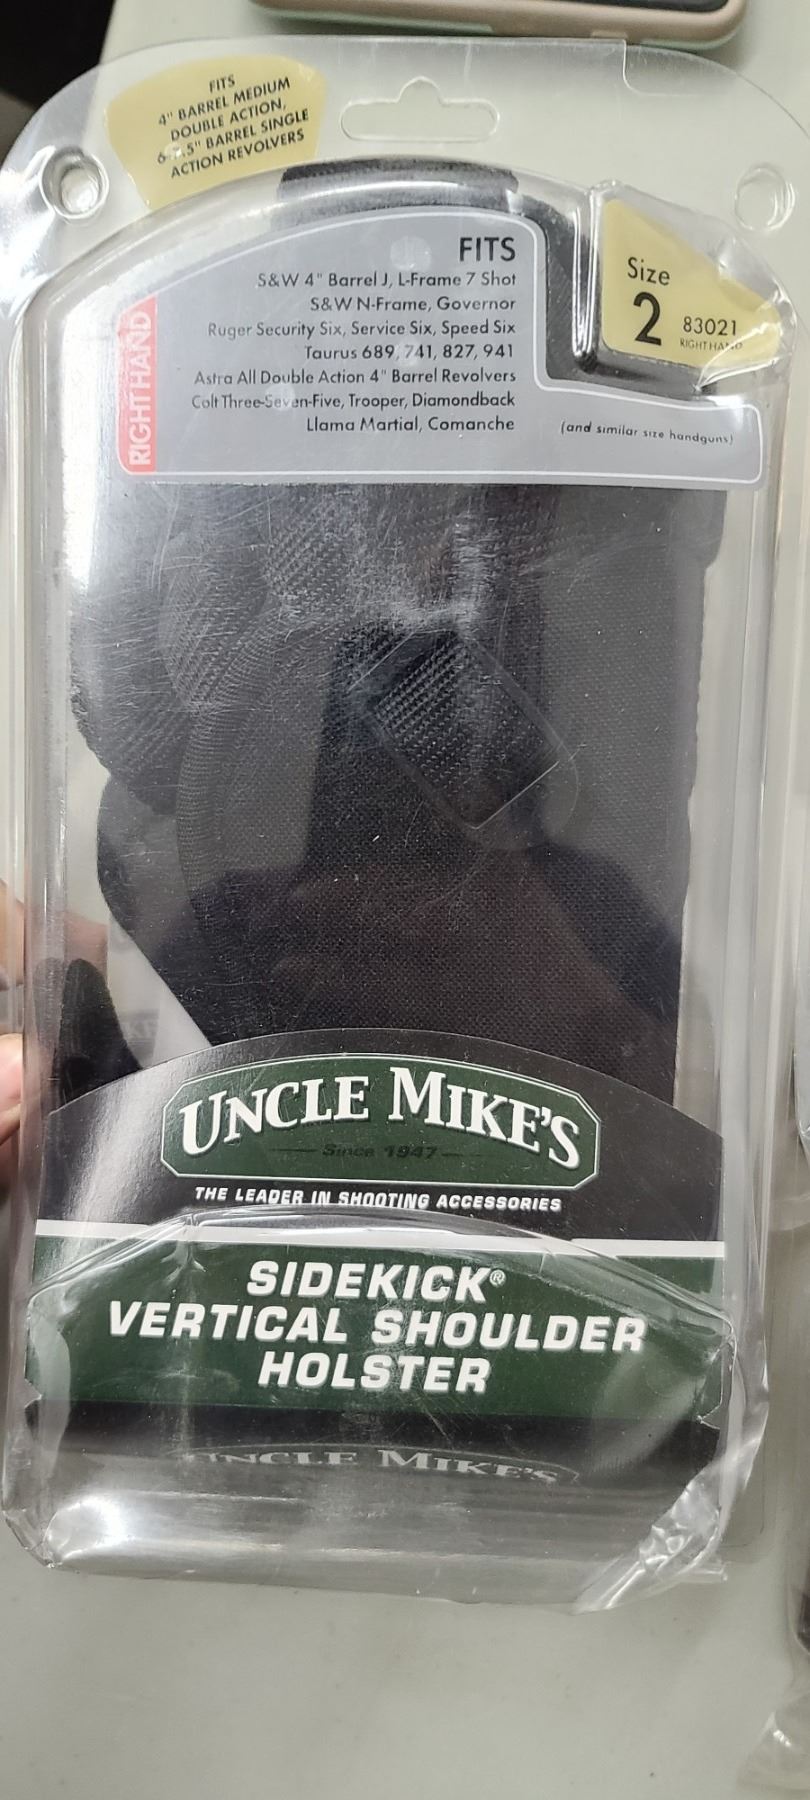 FITS
4" BARREL MEDIUM
DOUBLE ACTION,
BARREL SINGLE
ACTION REVOLVERS
FITS
S&W 4" Barrel J, L-Frame 7 Shot
S&W N-Frame, Governor
Ruger Security Six, Service Six, Speed Six
Taurus 689, 741, 827, 941
Astra All Double Action 4" Barrel Revolvers
Colt Three-Seven-Five, Trooper, Diamondback
Llama Martial, Comanche
(and similar size handguns)
RIGHT HAND
Size
2 83021
RIGHT HAND
UNCLE MIKE'S
Since 1947
THE LEADER IN SHOOTING ACCESSORIES
SIDEKICK®
VERTICAL SHOULDER
HOLSTER
UNCLE MIKE'S